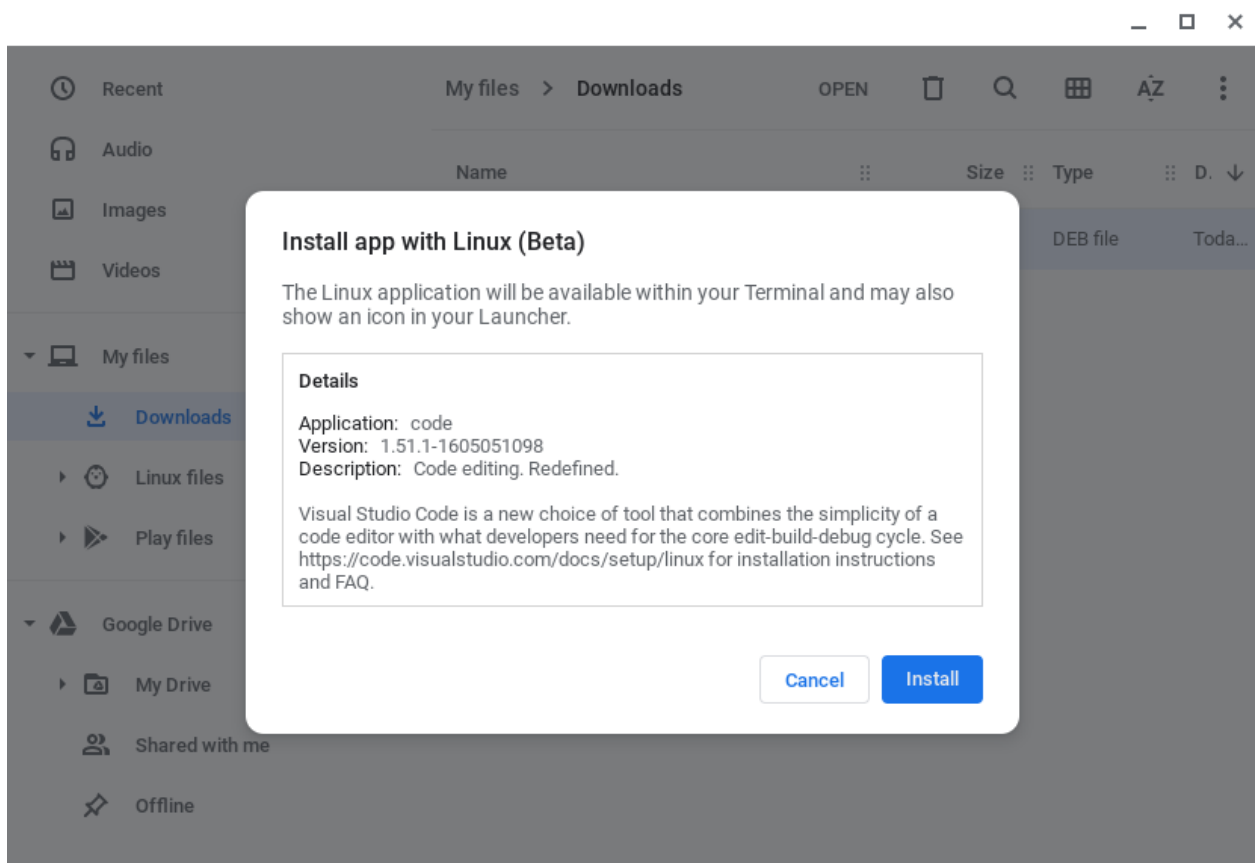 Recent
My files > Downloads
OPEN
AZ
Audio
Name
Size
Type
D.
Images
DEB file
Toda...
Videos
My files
Downloads
Linux files
Play files
Google Drive
My Drive
Shared with me
Offline
Install app with Linux (Beta)
The Linux application will be available within your Terminal and may also
show an icon in your Launcher.
Details
Application: code
Version: 1.51.1-1605051098
Description: Code editing. Redefined.
Visual Studio Code is a new choice of tool that combines the simplicity of a
code editor with what developers need for the core edit-build-debug cycle. See
https://code.visualstudio.com/docs/setup/linux for installation instructions
and FAQ.
Cancel
Install